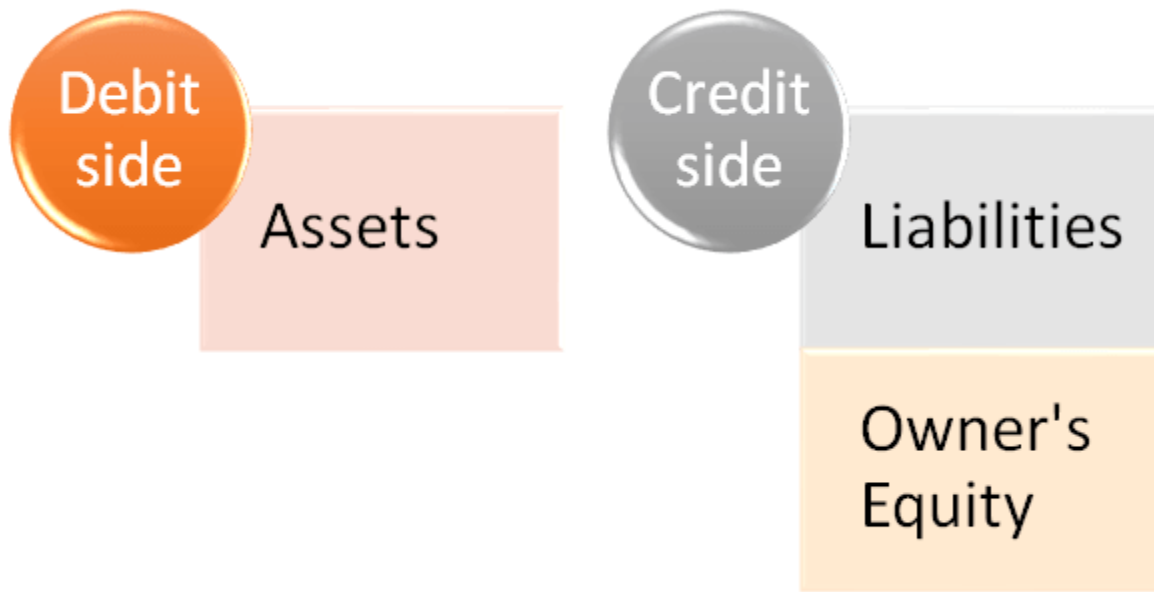 Debit
side
Assets
Credit
side
Liabilities
Owner's
Equity